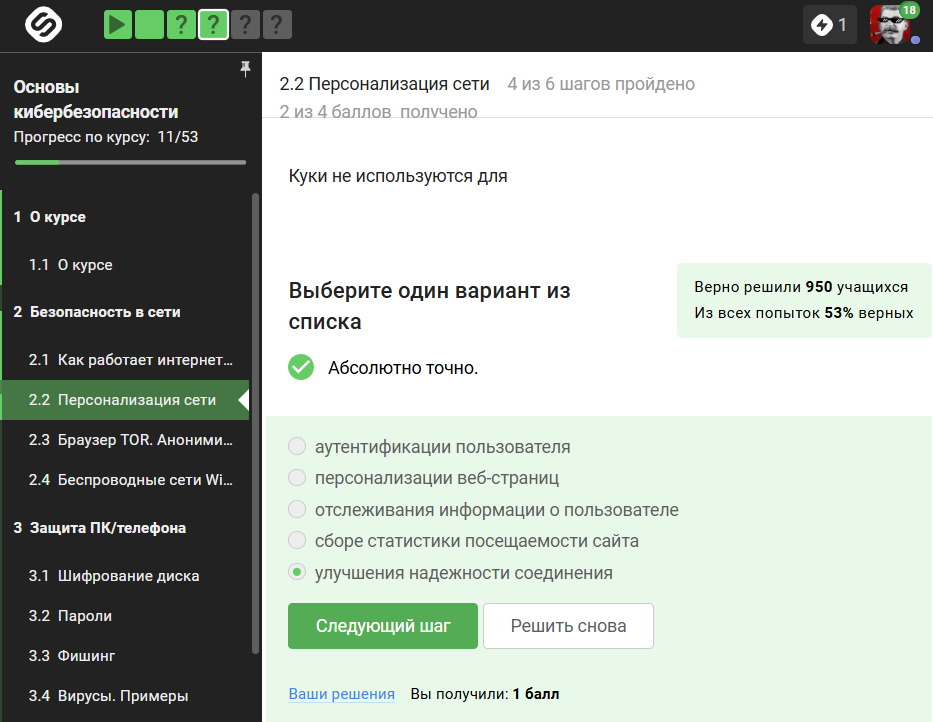 ? ? ? ?
1
18
Основы
кибербезопасности
Прогресс по курсу: 11/53
1 О курсе
1.1 О курсе
2 Безопасность в сети
2.1 Как работает интернет...
2.2 Персонализация сети
2.3 Браузер TOR. Аноними...
2.4 Беспроводные сети Wi...
3 Защита ПК/телефона
3.1 Шифрование диска
3.2 Пароли
3.3 Фишинг
3.4 Вирусы. Примеры
2.2 Персонализация сети 4 из 6 шагов пройдено
2 из 4 баллов получено
Куки не используются для
Выберите один вариант из
списка
Верно решили 950 учащихся
Из всех попыток 53% верных
Абсолютно точно.
аутентификации пользователя
персонализации веб-страниц
отслеживания информации о пользователе
сборе статистики посещаемости сайта
улучшения надежности соединения
Следующий шаг Решить снова
Ваши решения Вы получили: 1 балл